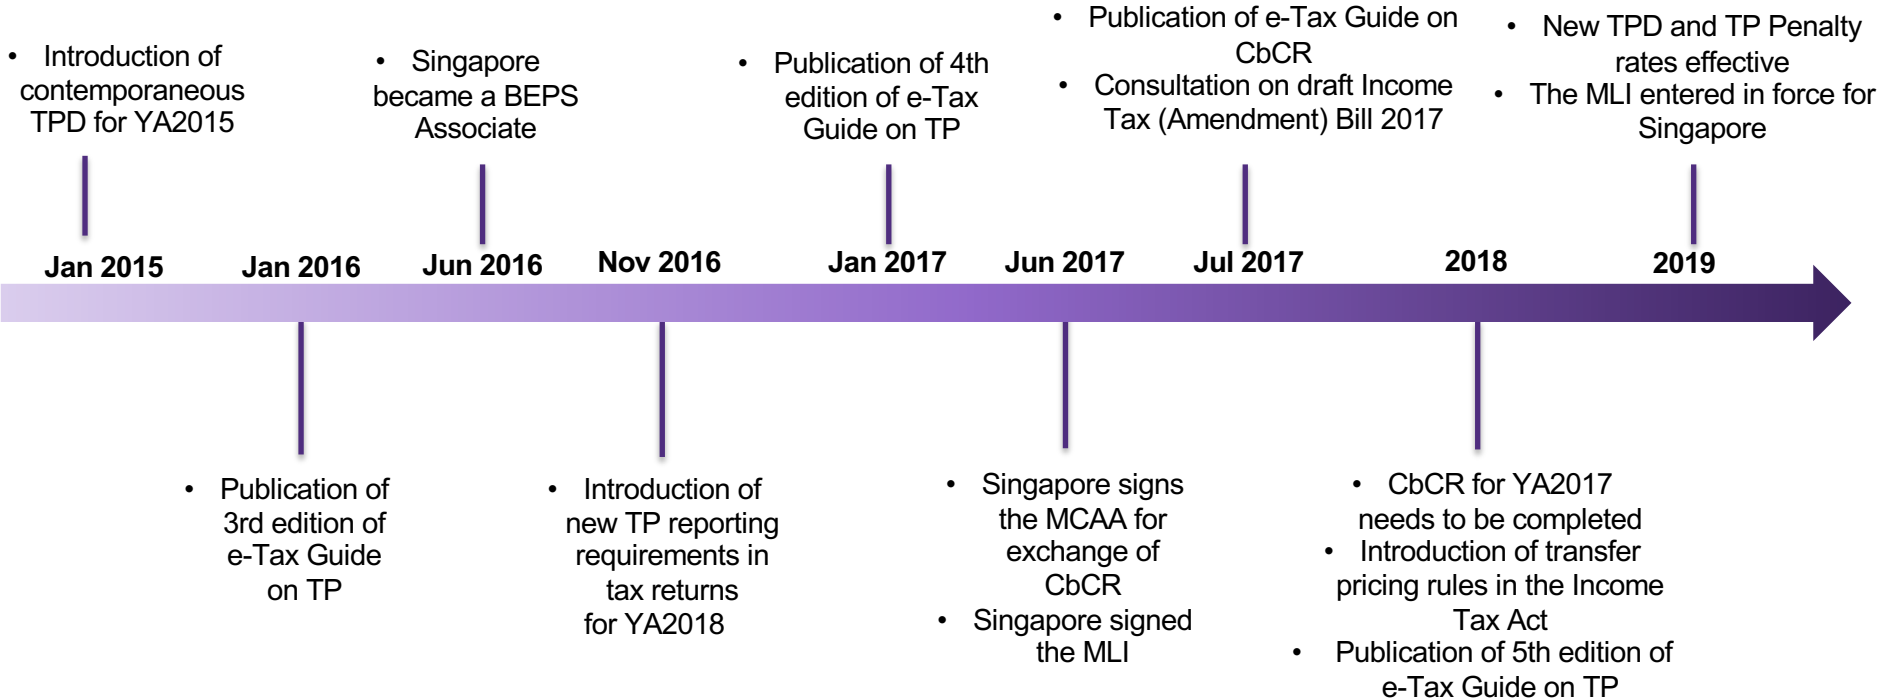 • Introduction of
contemporaneous
TPD for YA2015
• Singapore
became a BEPS
Associate
• Publication of 4th
edition of e-Tax
Guide on TP
• Publication of e-Tax Guide on
CbCR
• Consultation on draft Income
Tax (Amendment) Bill 2017
• New TPD and TP Penalty
rates effective
• The MLI entered in force for
Singapore
Jan 2015
Jan 2016
Jun 2016
Nov 2016
Jan 2017
Jun 2017
Jul 2017
2018
2019
• Publication of
3rd edition of
e-Tax Guide
on TP
• Introduction of
new TP reporting
requirements in
tax returns
for YA2018
• Singapore signs
the MCAA for
exchange of
CbCR
• Singapore signed
the MLI
• CbCR for YA2017
needs to be completed
• Introduction of transfer
pricing rules in the Income
Tax Act
• Publication of 5th edition of
e-Tax Guide on TP